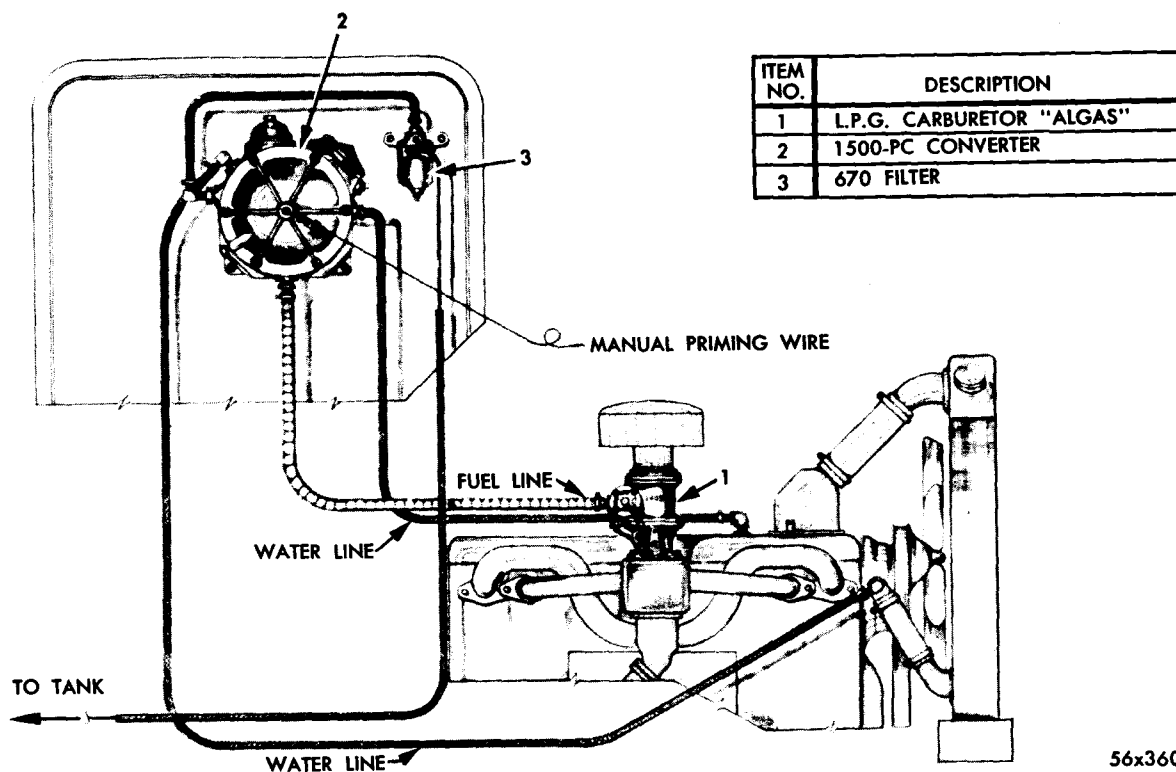 2
ITEM NO. DESCRIPTION
1 L.P.G. CARBURETOR "ALGAS"
2 1500-PC CONVERTER
3 670 FILTER
3
MANUAL PRIMING WIRE
FUEL LINE
1
WATER LINE
TO TANK
WATER LINE
56x360